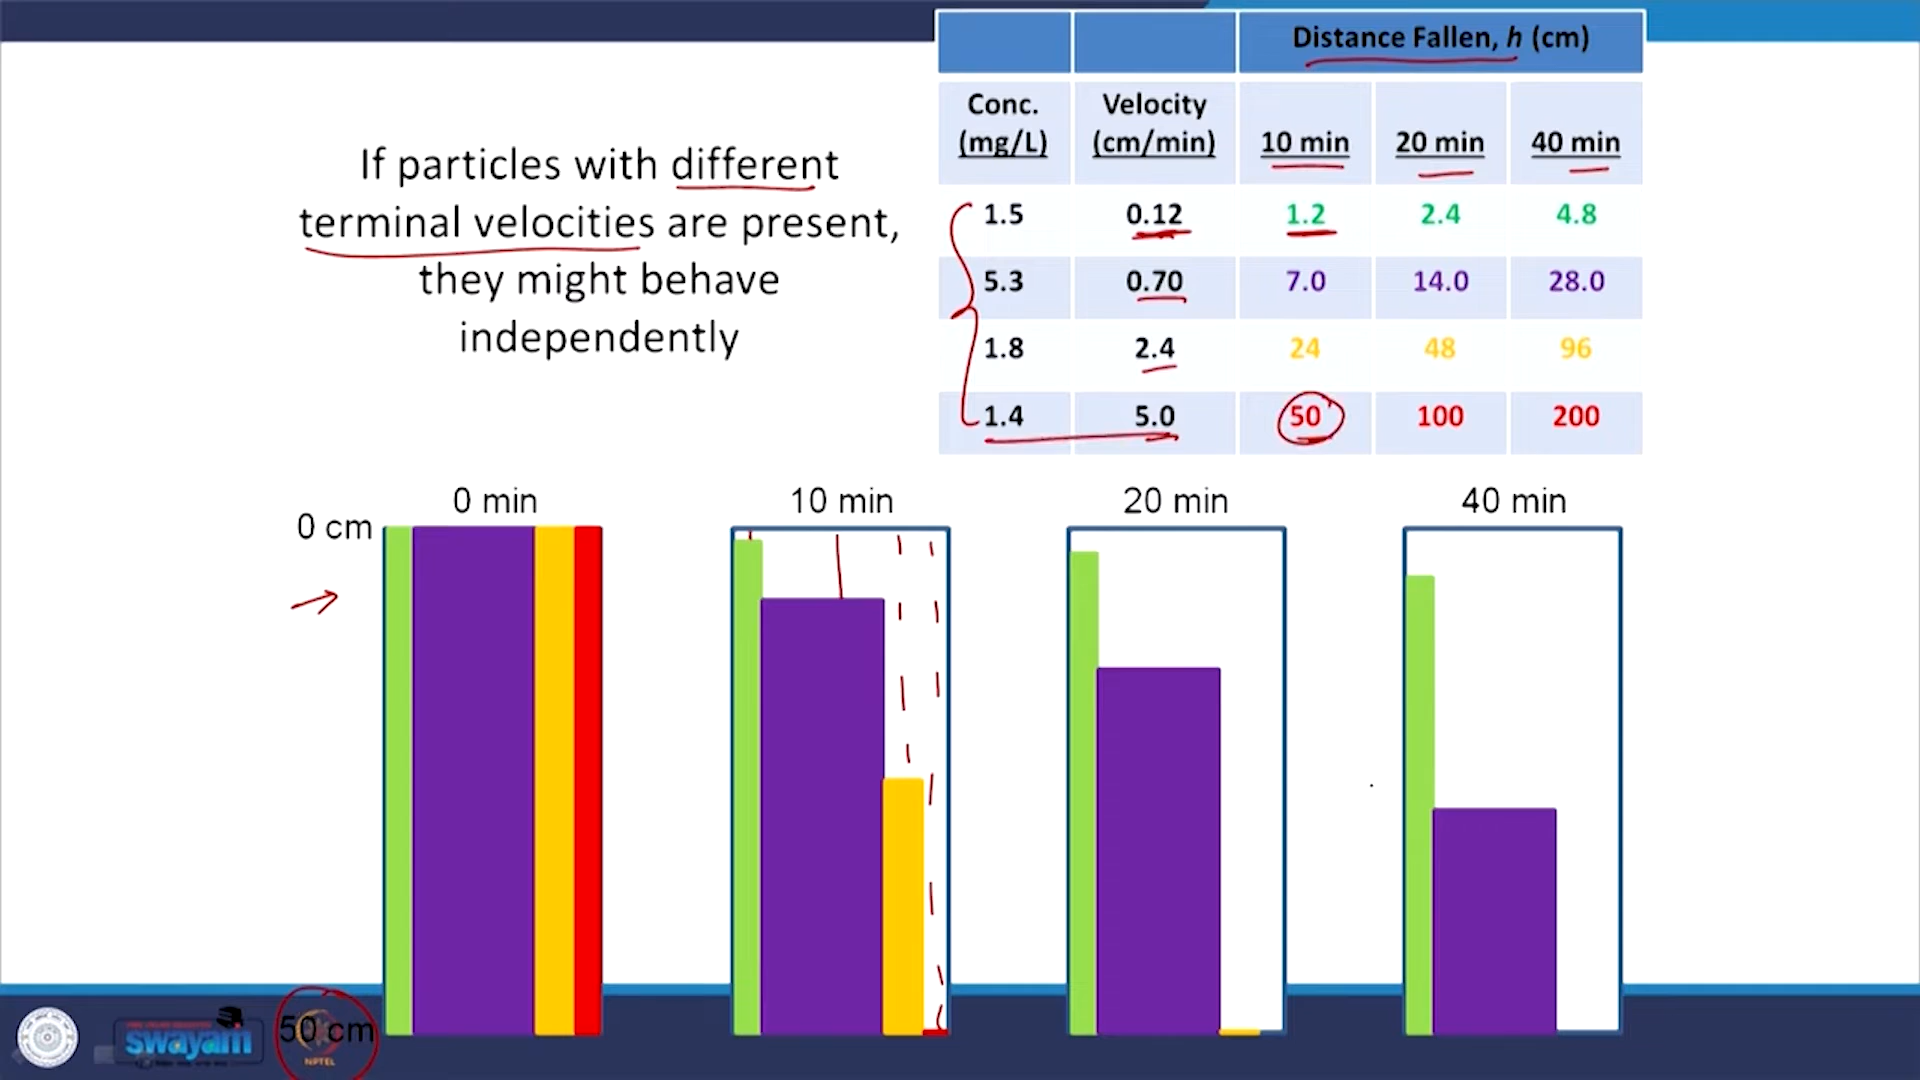 Distance Fallen, h (cm)
Conc. (mg/L) Velocity (cm/min) 10 min 20 min 40 min
1.5 0.12 1.2 2.4 4.8
5.3 0.70 7.0 14.0 28.0
1.8 2.4 24 48 96
1.4 5.0 50 100 200
If particles with different
terminal velocities are present,
they might behave
independently
0 min 10 min 20 min 40 min
0 cm
50 cm
swayam
NPTEL